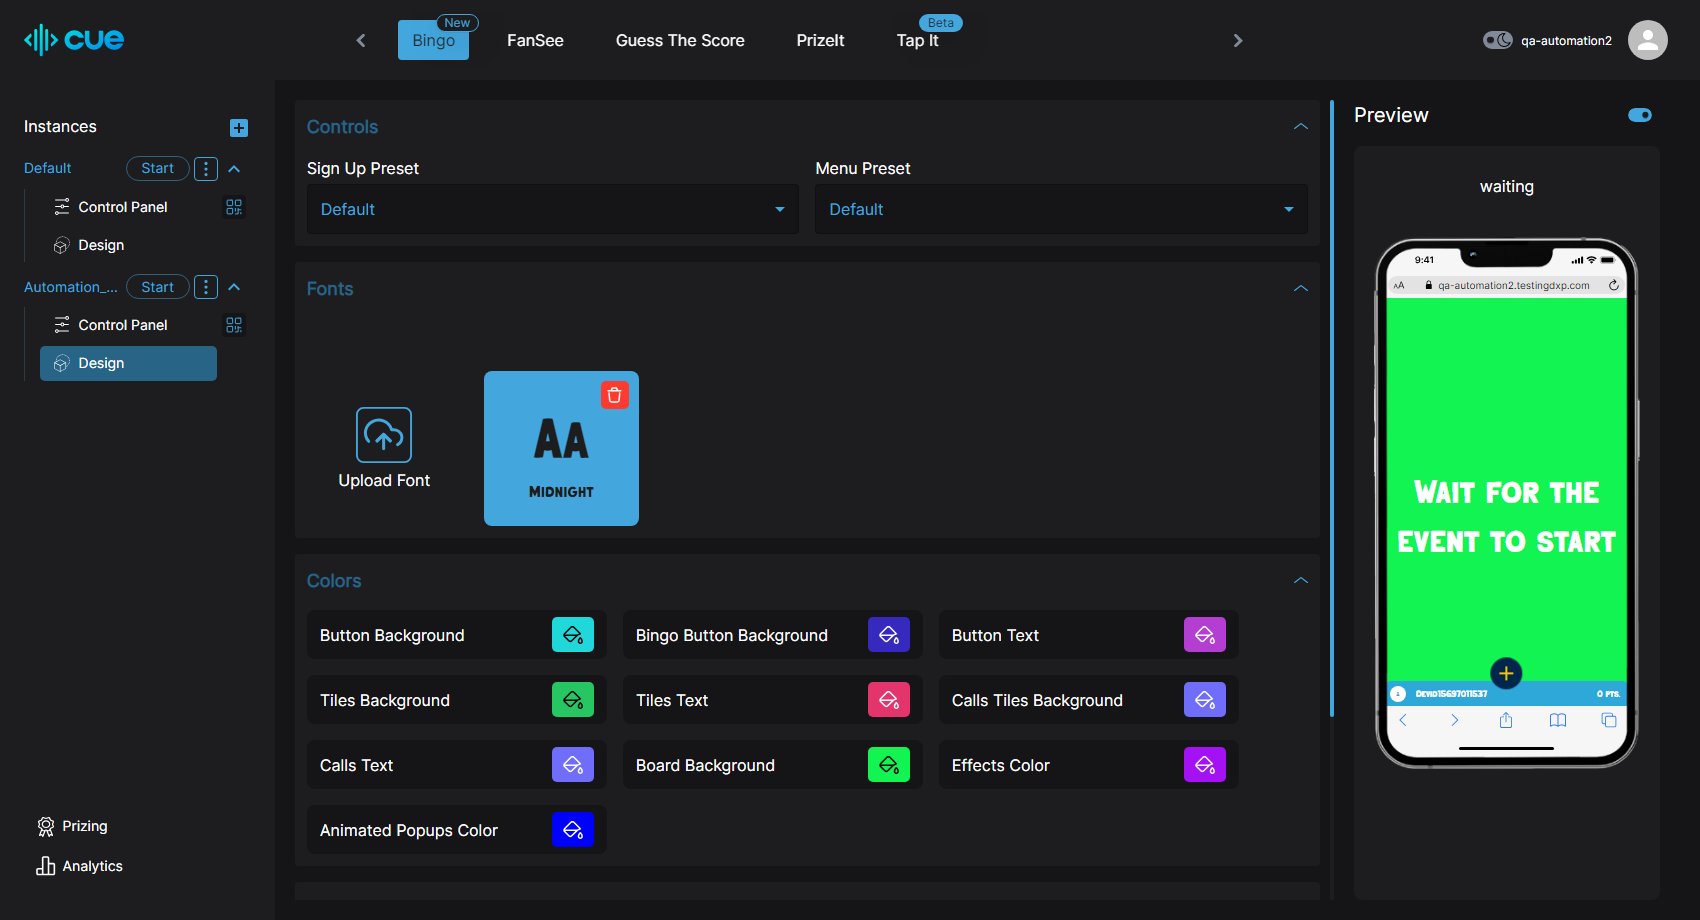 cue
Bingo
New
FanSee
Guess The Score
PrizeIt
Tap It
Beta
qa-automation2
Instances
Default
Start
Control Panel
Design
Automation_...
Start
Control Panel
Design
Prizing
Analytics
Controls
Sign Up Preset
Menu Preset
Default
Default
Fonts
Upload Font
AA
MIDNIGHT
Colors
Button Background
Bingo Button Background
Button Text
Tiles Background
Tiles Text
Calls Tiles Background
Calls Text
Board Background
Effects Color
Animated Popups Color
Preview
waiting
9:41
AA
qa-automation2.testingdxp.com
WAIT FOR THE
EVENT TO START
DEVID15697011537
0 PTS.